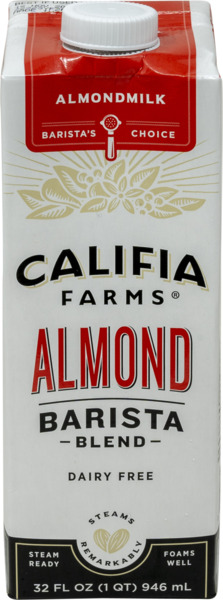 ALMONDMILK
BARISTA'S CHOICE
CALIFIA
FARMS®
ALMOND
BARISTA
–BLEND–
DAIRY FREE
STEAMS
REMARKABLY
STEAM
READY
FOAMS
WELL
32 FL OZ (1 QT) 946 mL